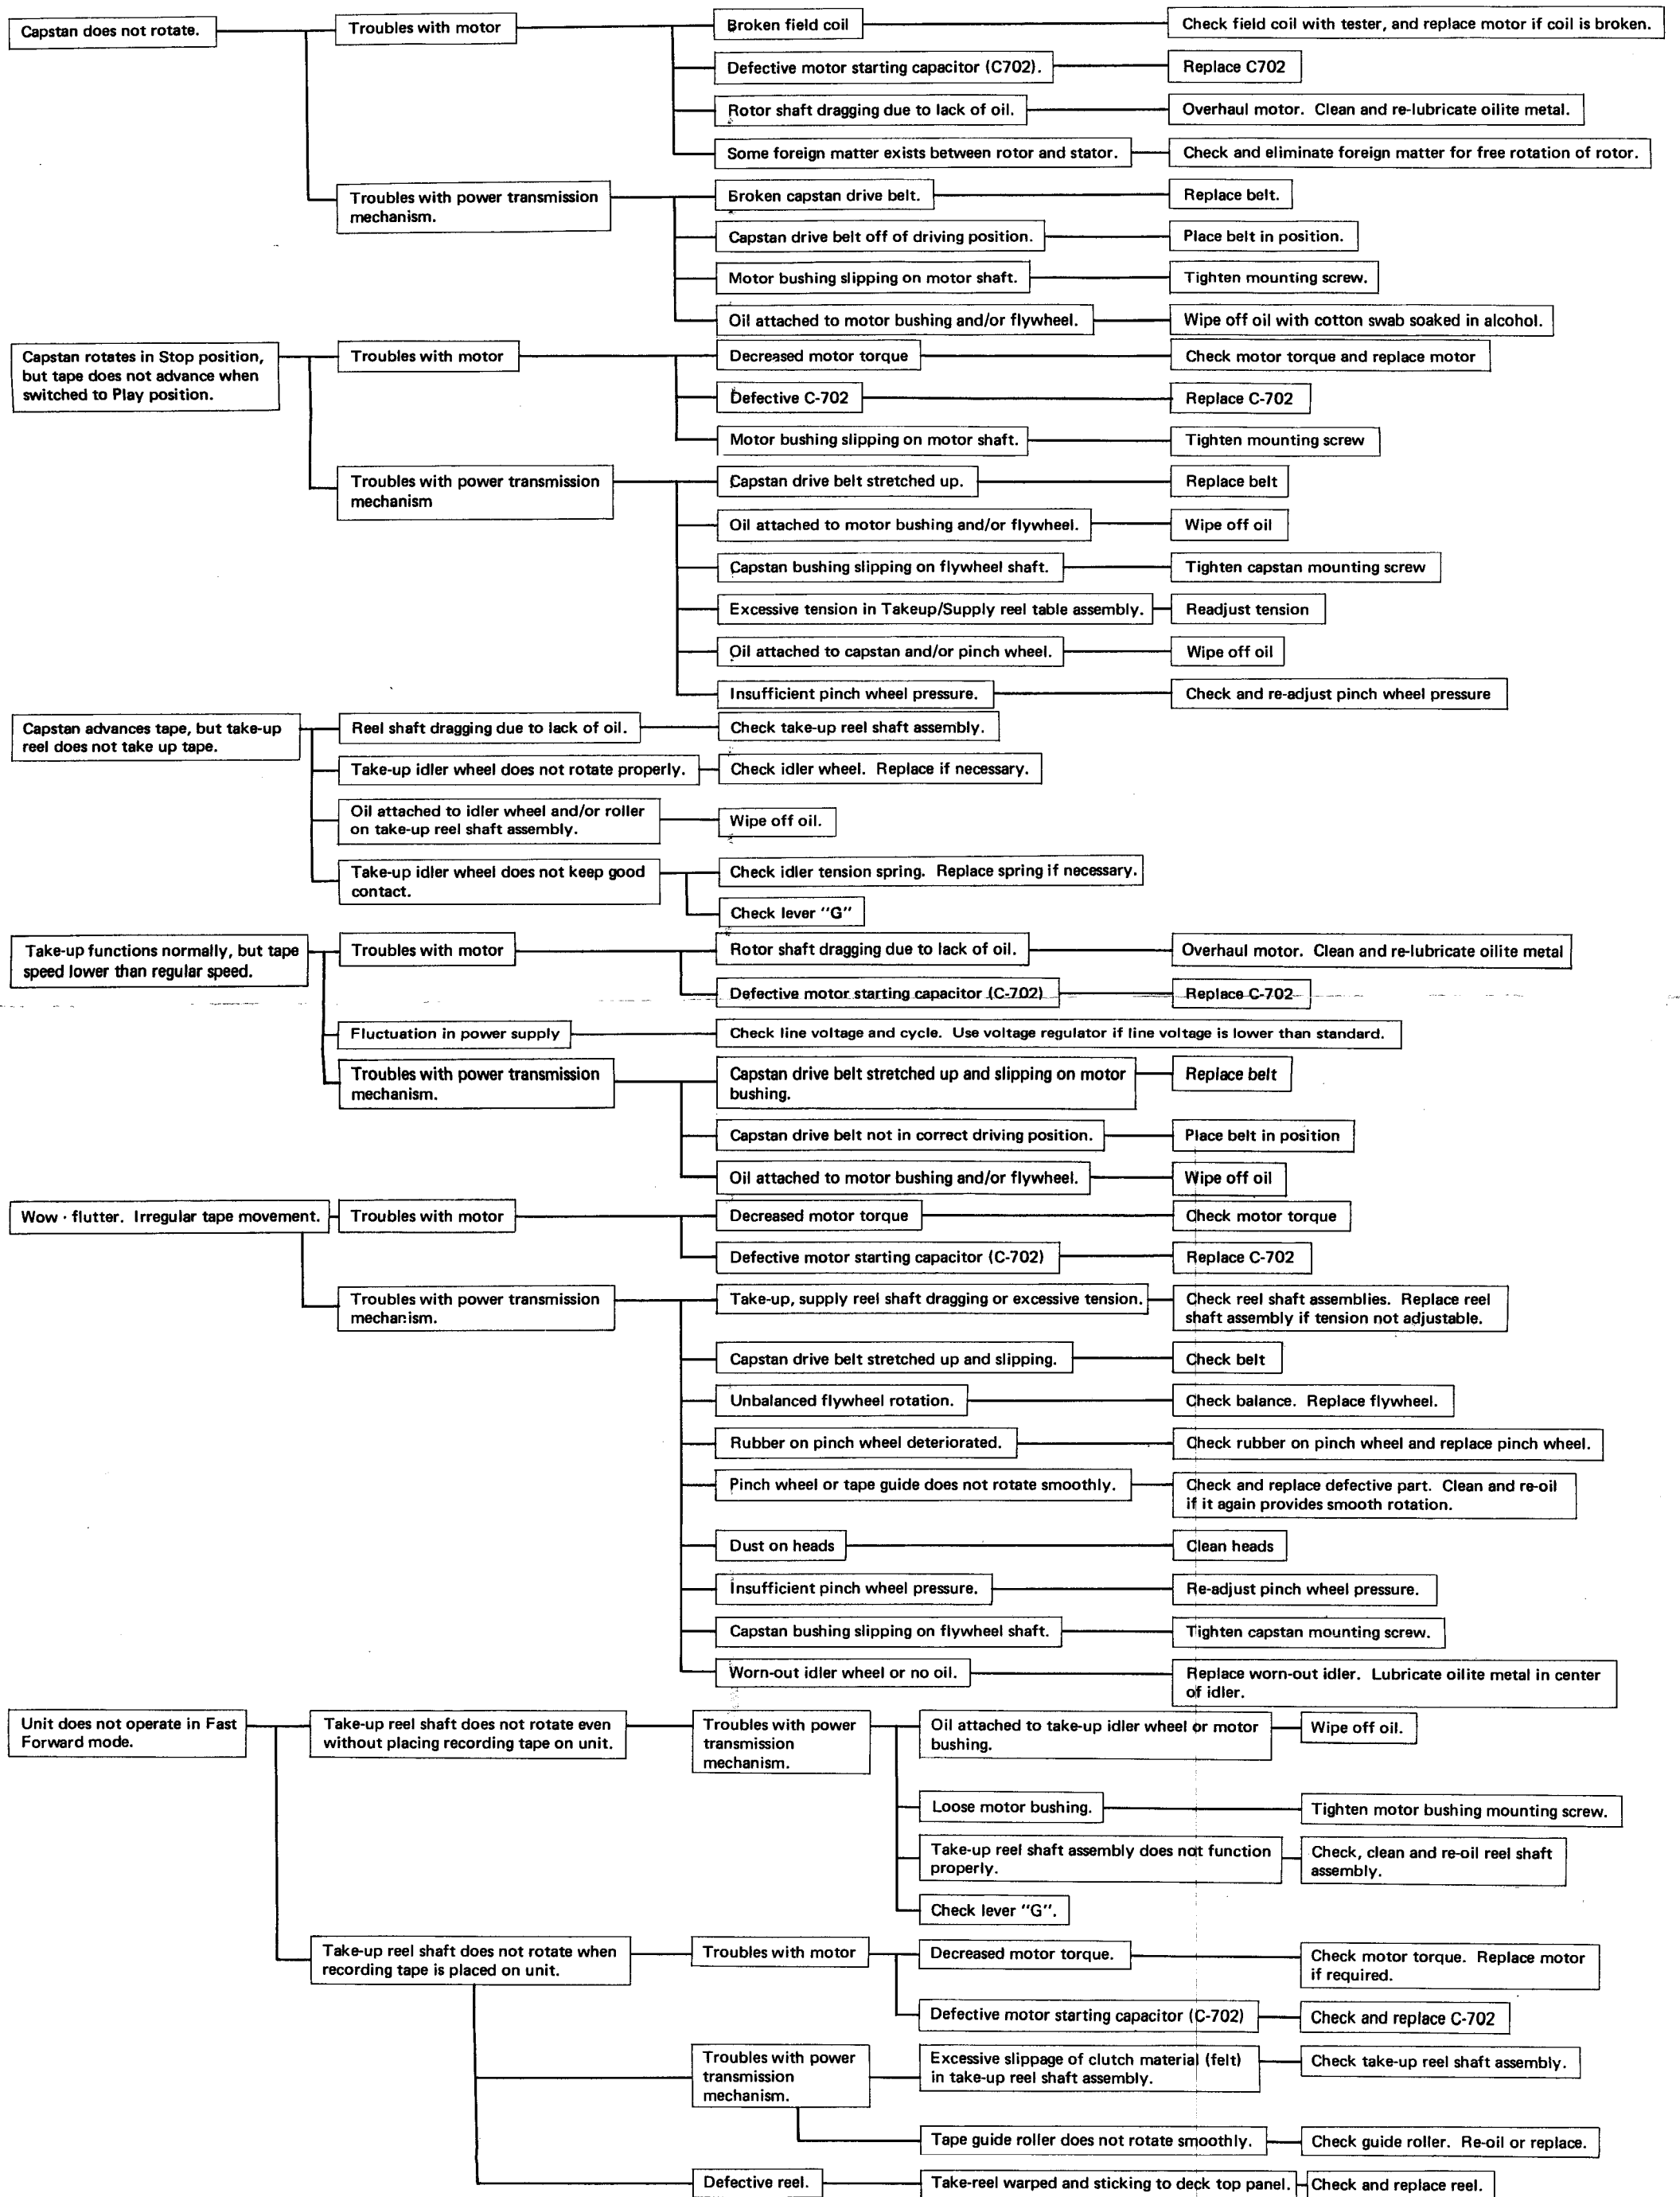 Capstan does not rotate.
Troubles with motor
Broken field coil
Check field coil with tester, and replace motor if coil is broken.
Defective motor starting capacitor (C702).
Replace C702
Rotor shaft dragging due to lack of oil.
Overhaul motor. Clean and re-lubricate oilite metal.
Some foreign matter exists between rotor and stator.
Check and eliminate foreign matter for free rotation of rotor.
Troubles with power transmission
mechanism.
Broken capstan drive belt.
Replace belt.
Capstan drive belt off of driving position.
Place belt in position.
Motor bushing slipping on motor shaft.
Tighten mounting screw.
Oil attached to motor bushing and/or flywheel.
Wipe off oil with cotton swab soaked in alcohol.
Capstan rotates in Stop position,
but tape does not advance when
switched to Play position.
Troubles with motor
Decreased motor torque
Check motor torque and replace motor
Defective C-702
Replace C-702
Motor bushing slipping on motor shaft.
Tighten mounting screw
Troubles with power transmission
mechanism
Capstan drive belt stretched up.
Replace belt
Oil attached to motor bushing and/or flywheel.
Wipe off oil
Capstan bushing slipping on flywheel shaft.
Tighten capstan mounting screw
Excessive tension in Takeup/Supply reel table assembly.
Readjust tension
Oil attached to capstan and/or pinch wheel.
Wipe off oil
Insufficient pinch wheel pressure.
Check and re-adjust pinch wheel pressure
Capstan advances tape, but take-up
reel does not take up tape.
Reel shaft dragging due to lack of oil.
Check take-up reel shaft assembly.
Take-up idler wheel does not rotate properly.
Check idler wheel. Replace if necessary.
Oil attached to idler wheel and/or roller
on take-up reel shaft assembly.
Wipe off oil.
Take-up idler wheel does not keep good
contact.
Check idler tension spring. Replace spring if necessary.
Check lever "G"
Take-up functions normally, but tape
speed lower than regular speed.
Troubles with motor
Rotor shaft dragging due to lack of oil.
Overhaul motor. Clean and re-lubricate oilite metal
Defective motor starting capacitor (C-702)
Replace C-702
Fluctuation in power supply
Check line voltage and cycle. Use voltage regulator if line voltage is lower than standard.
Troubles with power transmission
mechanism.
Capstan drive belt stretched up and slipping on motor
bushing.
Replace belt
Capstan drive belt not in correct driving position.
Place belt in position
Oil attached to motor bushing and/or flywheel.
Wipe off oil
Wow · flutter. Irregular tape movement.
Troubles with motor
Decreased motor torque
Check motor torque
Defective motor starting capacitor (C-702)
Replace C-702
Troubles with power transmission
mechanism.
Take-up, supply reel shaft dragging or excessive tension.
Check reel shaft assemblies. Replace reel
shaft assembly if tension not adjustable.
Capstan drive belt stretched up and slipping.
Check belt
Unbalanced flywheel rotation.
Check balance. Replace flywheel.
Rubber on pinch wheel deteriorated.
Check rubber on pinch wheel and replace pinch wheel.
Pinch wheel or tape guide does not rotate smoothly.
Check and replace defective part. Clean and re-oil
if it again provides smooth rotation.
Dust on heads
Clean heads
Insufficient pinch wheel pressure.
Re-adjust pinch wheel pressure.
Capstan bushing slipping on flywheel shaft.
Tighten capstan mounting screw.
Worn-out idler wheel or no oil.
Replace worn-out idler. Lubricate oilite metal in center
of idler.
Unit does not operate in Fast
Forward mode.
Take-up reel shaft does not rotate even
without placing recording tape on unit.
Troubles with power
transmission
mechanism.
Oil attached to take-up idler wheel or motor
bushing.
Wipe off oil.
Loose motor bushing.
Tighten motor bushing mounting screw.
Take-up reel shaft assembly does not function
properly.
Check, clean and re-oil reel shaft
assembly.
Check lever "G".
Take-up reel shaft does not rotate when
recording tape is placed on unit.
Troubles with motor
Decreased motor torque.
Check motor torque. Replace motor
if required.
Defective motor starting capacitor (C-702)
Check and replace C-702
Troubles with power
transmission
mechanism.
Excessive slippage of clutch material (felt)
in take-up reel shaft assembly.
Check take-up reel shaft assembly.
Tape guide roller does not rotate smoothly.
Check guide roller. Re-oil or replace.
Defective reel.
Take-reel warped and sticking to deck top panel.
Check and replace reel.